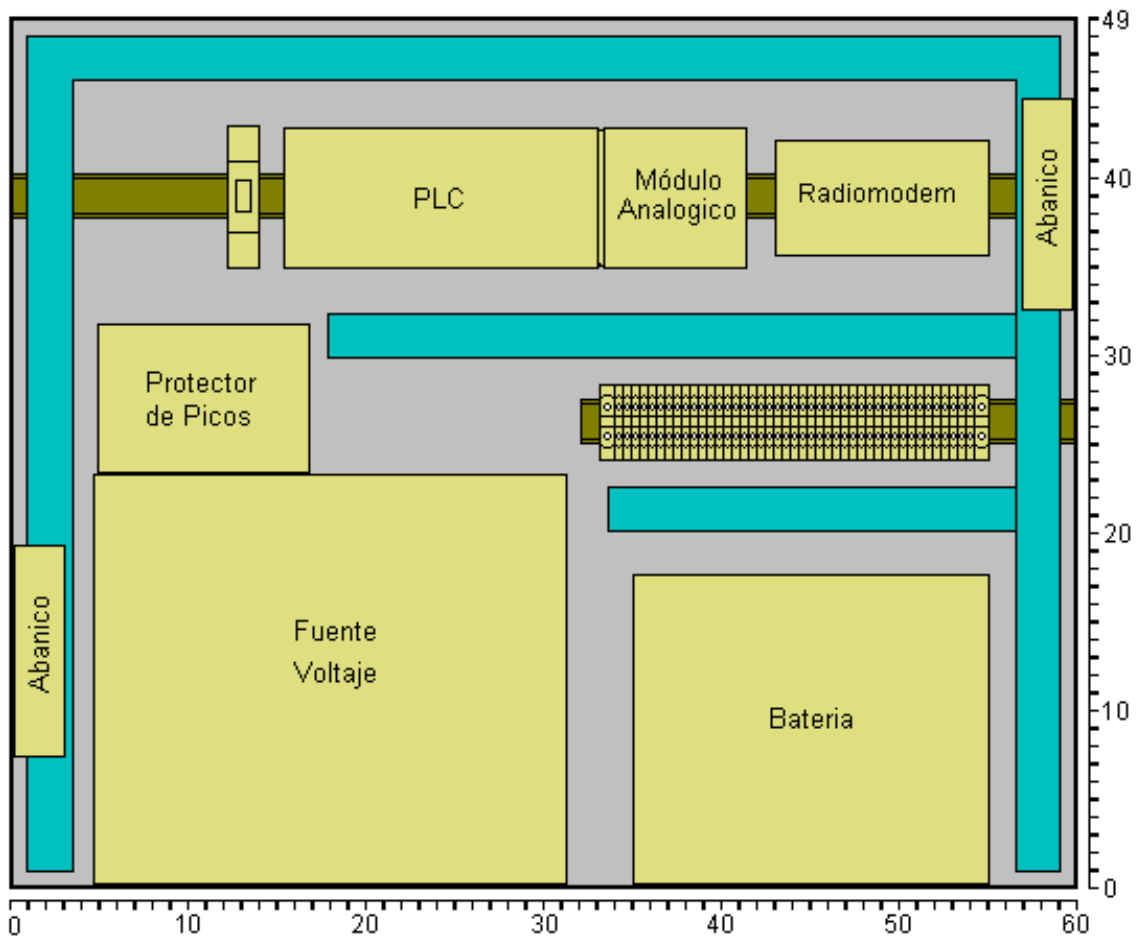 49
PLC
Módulo
Analogico
Radiomodem
Abanico
40
Protector
de Picos
30
20
Abanico
Fuente
Voltaje
Bateria
10
0
0
10
20
30
40
50
60